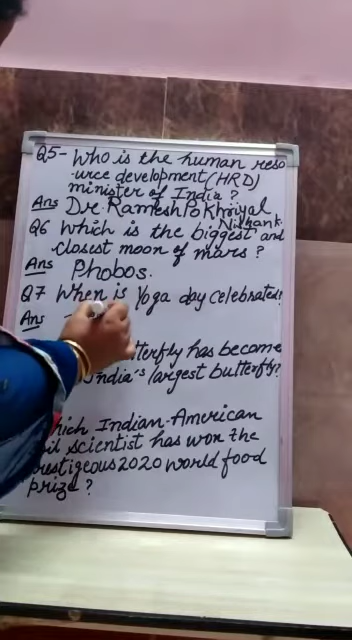 Q5- Who is the human reso
urce development (HRD)
minister of India?
Ans Dr. Ramesh Pokhriyal
Nishank.
Q6 Which is the biggest and
closest moon of mars?
Ans Phobos.
Q7 When is Yoga day celebrated?
Ans
tterfly has become
India's largest butterfly?
hich Indian-American
il scientist has won the
restigeous 2020 world food
prize?